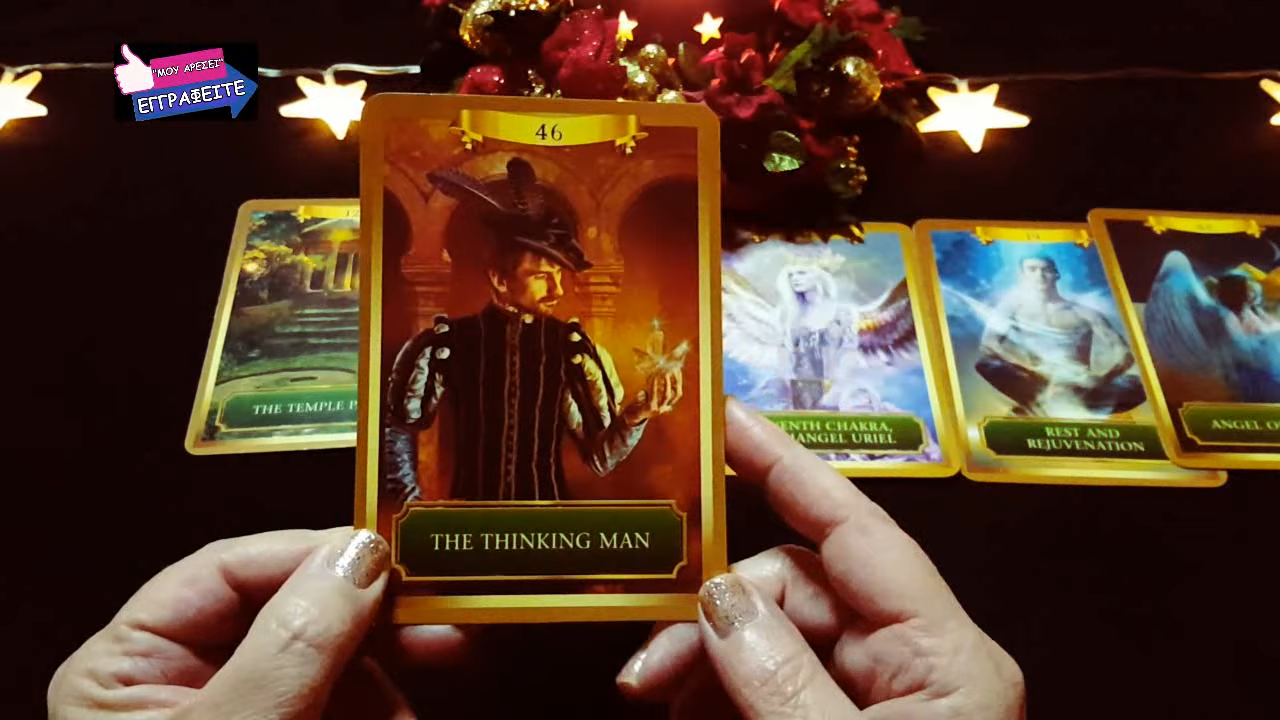 "ΜΟΥ ΑΡΕΣΕΙ"
ΕΓΓΡΑΦΕΙΤΕ
46
THE THINKING MAN
THE TEMPLE
ENTH CHAKRA,
ANGEL URIEL
REST AND
REJUVENATION
ANGEL O